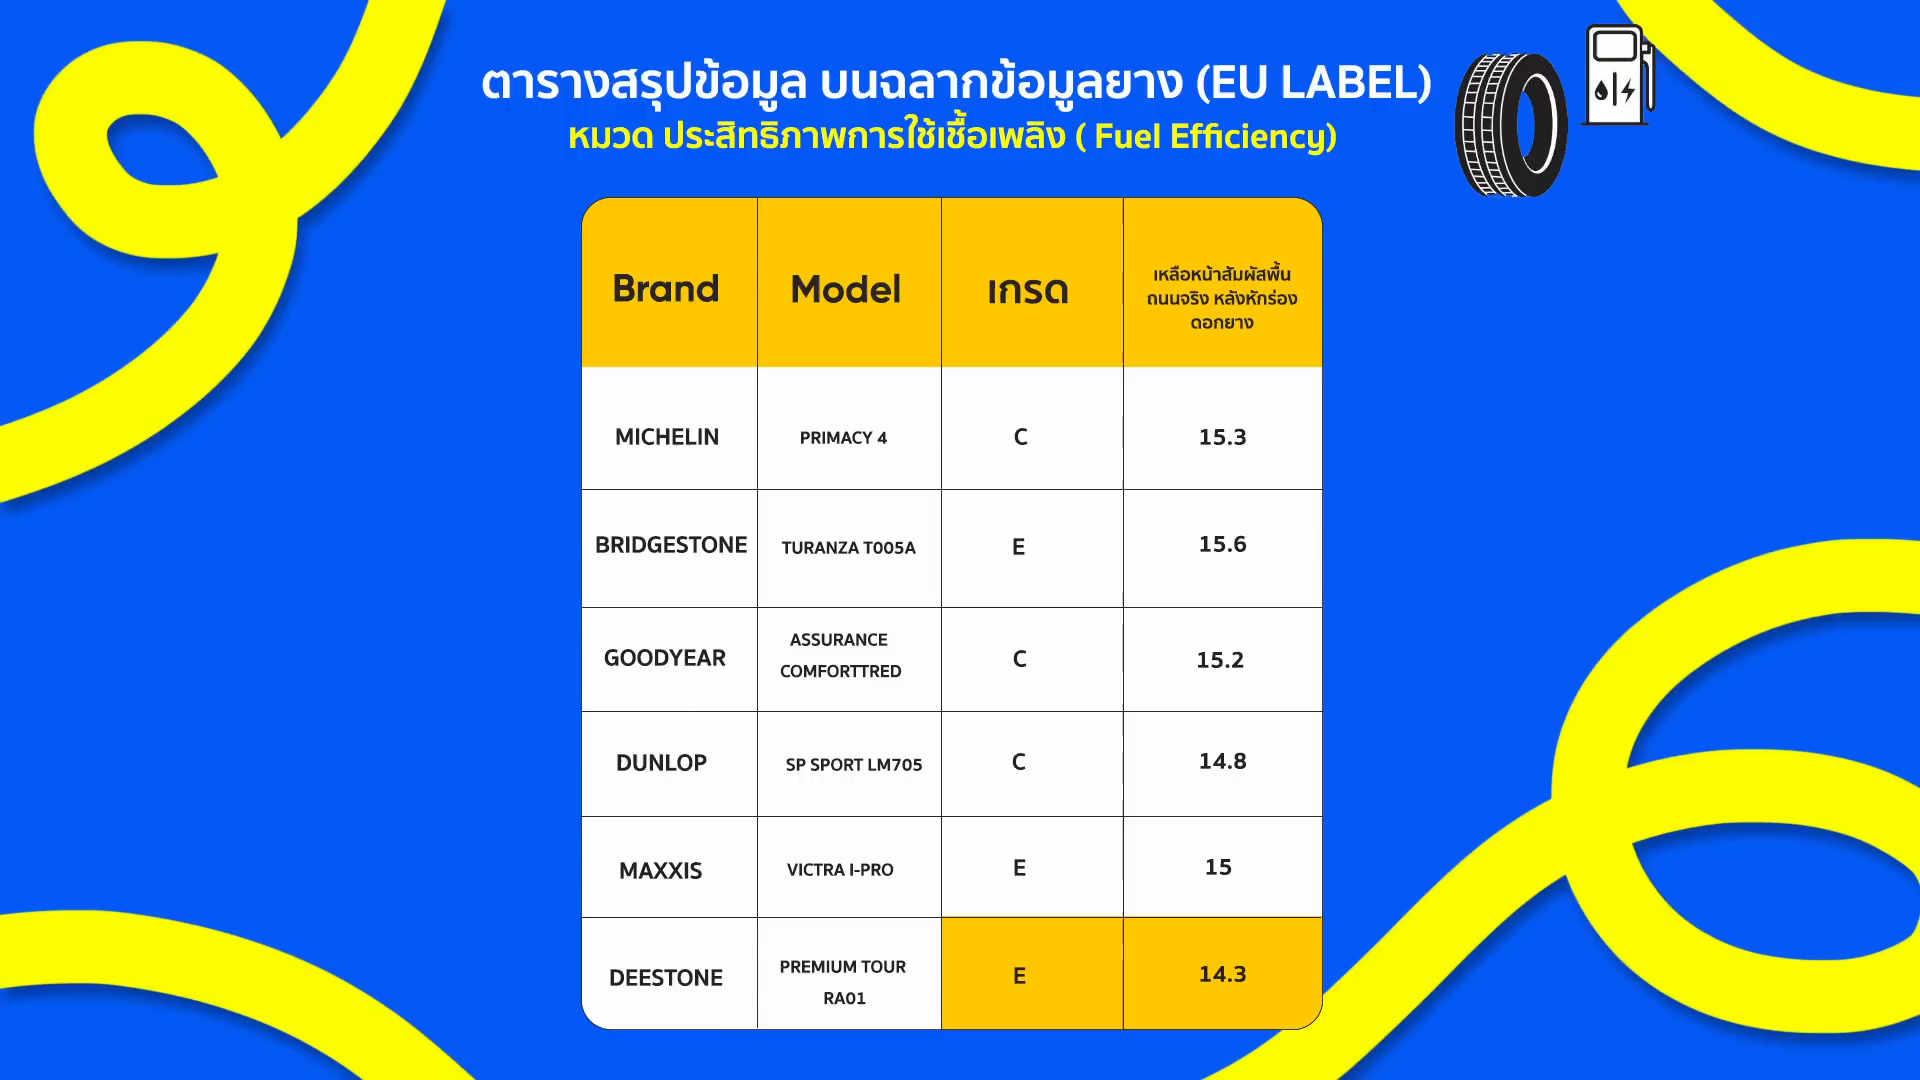 ตารางสรุปข้อมูล บนฉลากข้อมูลยาง (EU LABEL)
หมวด ประสิทธิภาพการใช้เชื้อเพลิง ( Fuel Efficiency)
Brand Model เกรด เหลือหน้าสัมผัสพื้น
ถนนจริง หลังหักร่อง
ดอกยาง
MICHELIN PRIMACY 4 C 15.3
BRIDGESTONE TURANZA T005A E 15.6
GOODYEAR ASSURANCE
COMFORTTRED C 15.2
DUNLOP SP SPORT LM705 C 14.8
MAXXIS VICTRA I-PRO E 15
DEESTONE PREMIUM TOUR
RA01 E 14.3